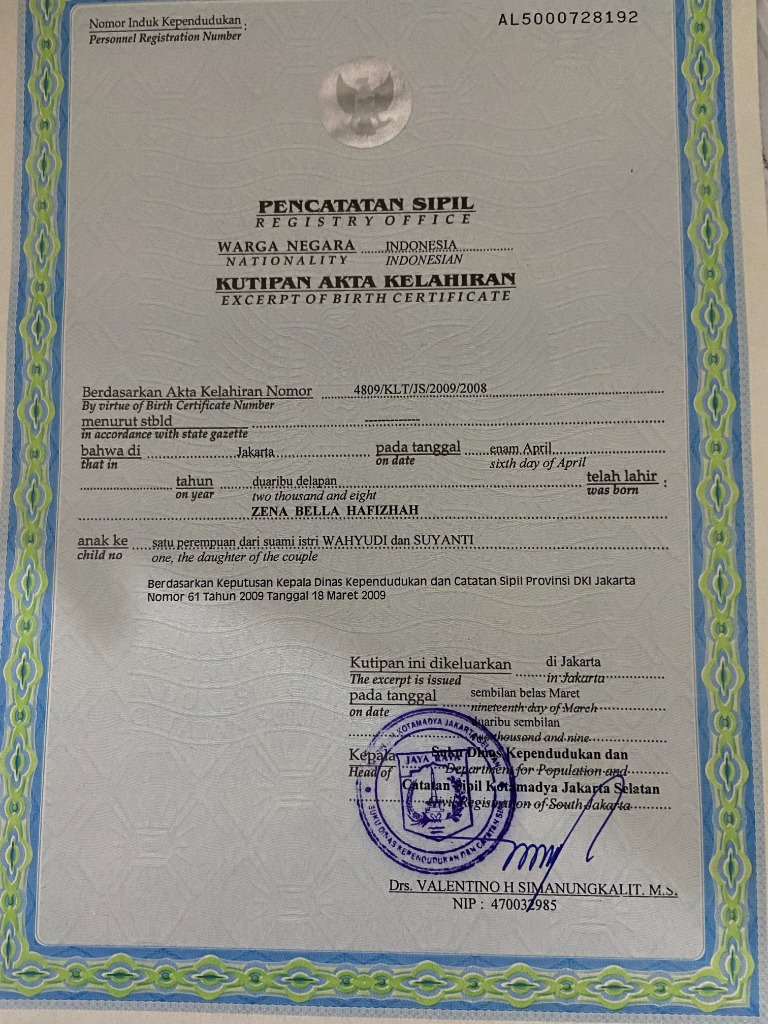 Nomor Induk Kependudukan :
Personnel Registration Number
AL5000728192
PENCATATAN SIPIL
REGISTRY OFFICE
WARGA NEGARA INDONESIA
NATIONALITY INDONESIAN
KUTIPAN AKTA KELAHIRAN
EXCERPT OF BIRTH CERTIFICATE
Berdasarkan Akta Kelahiran Nomor 4809/KLT/JS/2009/2008
By virtue of Birth Certificate Number
menurut stbld -------------
in accordance with state gazette
bahwa di Jakarta pada tanggal enam April
that in on date sixth day of April
tahun duaribu delapan telah lahir :
on year two thousand and eight was born
ZENA BELLA HAFIZHAH
anak ke satu perempuan dari suami istri WAHYUDI dan SUYANTI
child no one, the daughter of the couple
Berdasarkan Keputusan Kepala Dinas Kependudukan dan Catatan Sipil Provinsi DKI Jakarta
Nomor 61 Tahun 2009 Tanggal 18 Maret 2009
Kutipan ini dikeluarkan di Jakarta
The excerpt is issued in Jakarta
pada tanggal sembilan belas Maret
on date nineteenth day of March
duaribu sembilan
two thousand and nine
Kepala Suku Dinas Kependudukan dan
Head of Department for Population and
Catatan Sipil Kotamadya Jakarta Selatan
Civic Registration of South Jakarta
JAYA RAYA
KOTAMADYA JAKARTA SELATAN
SUKU DINAS KEPENDUDUKAN DAN CATATAN SIPIL
Drs. VALENTINO H SIMANUNGKALIT. M.S.
NIP : 470032985